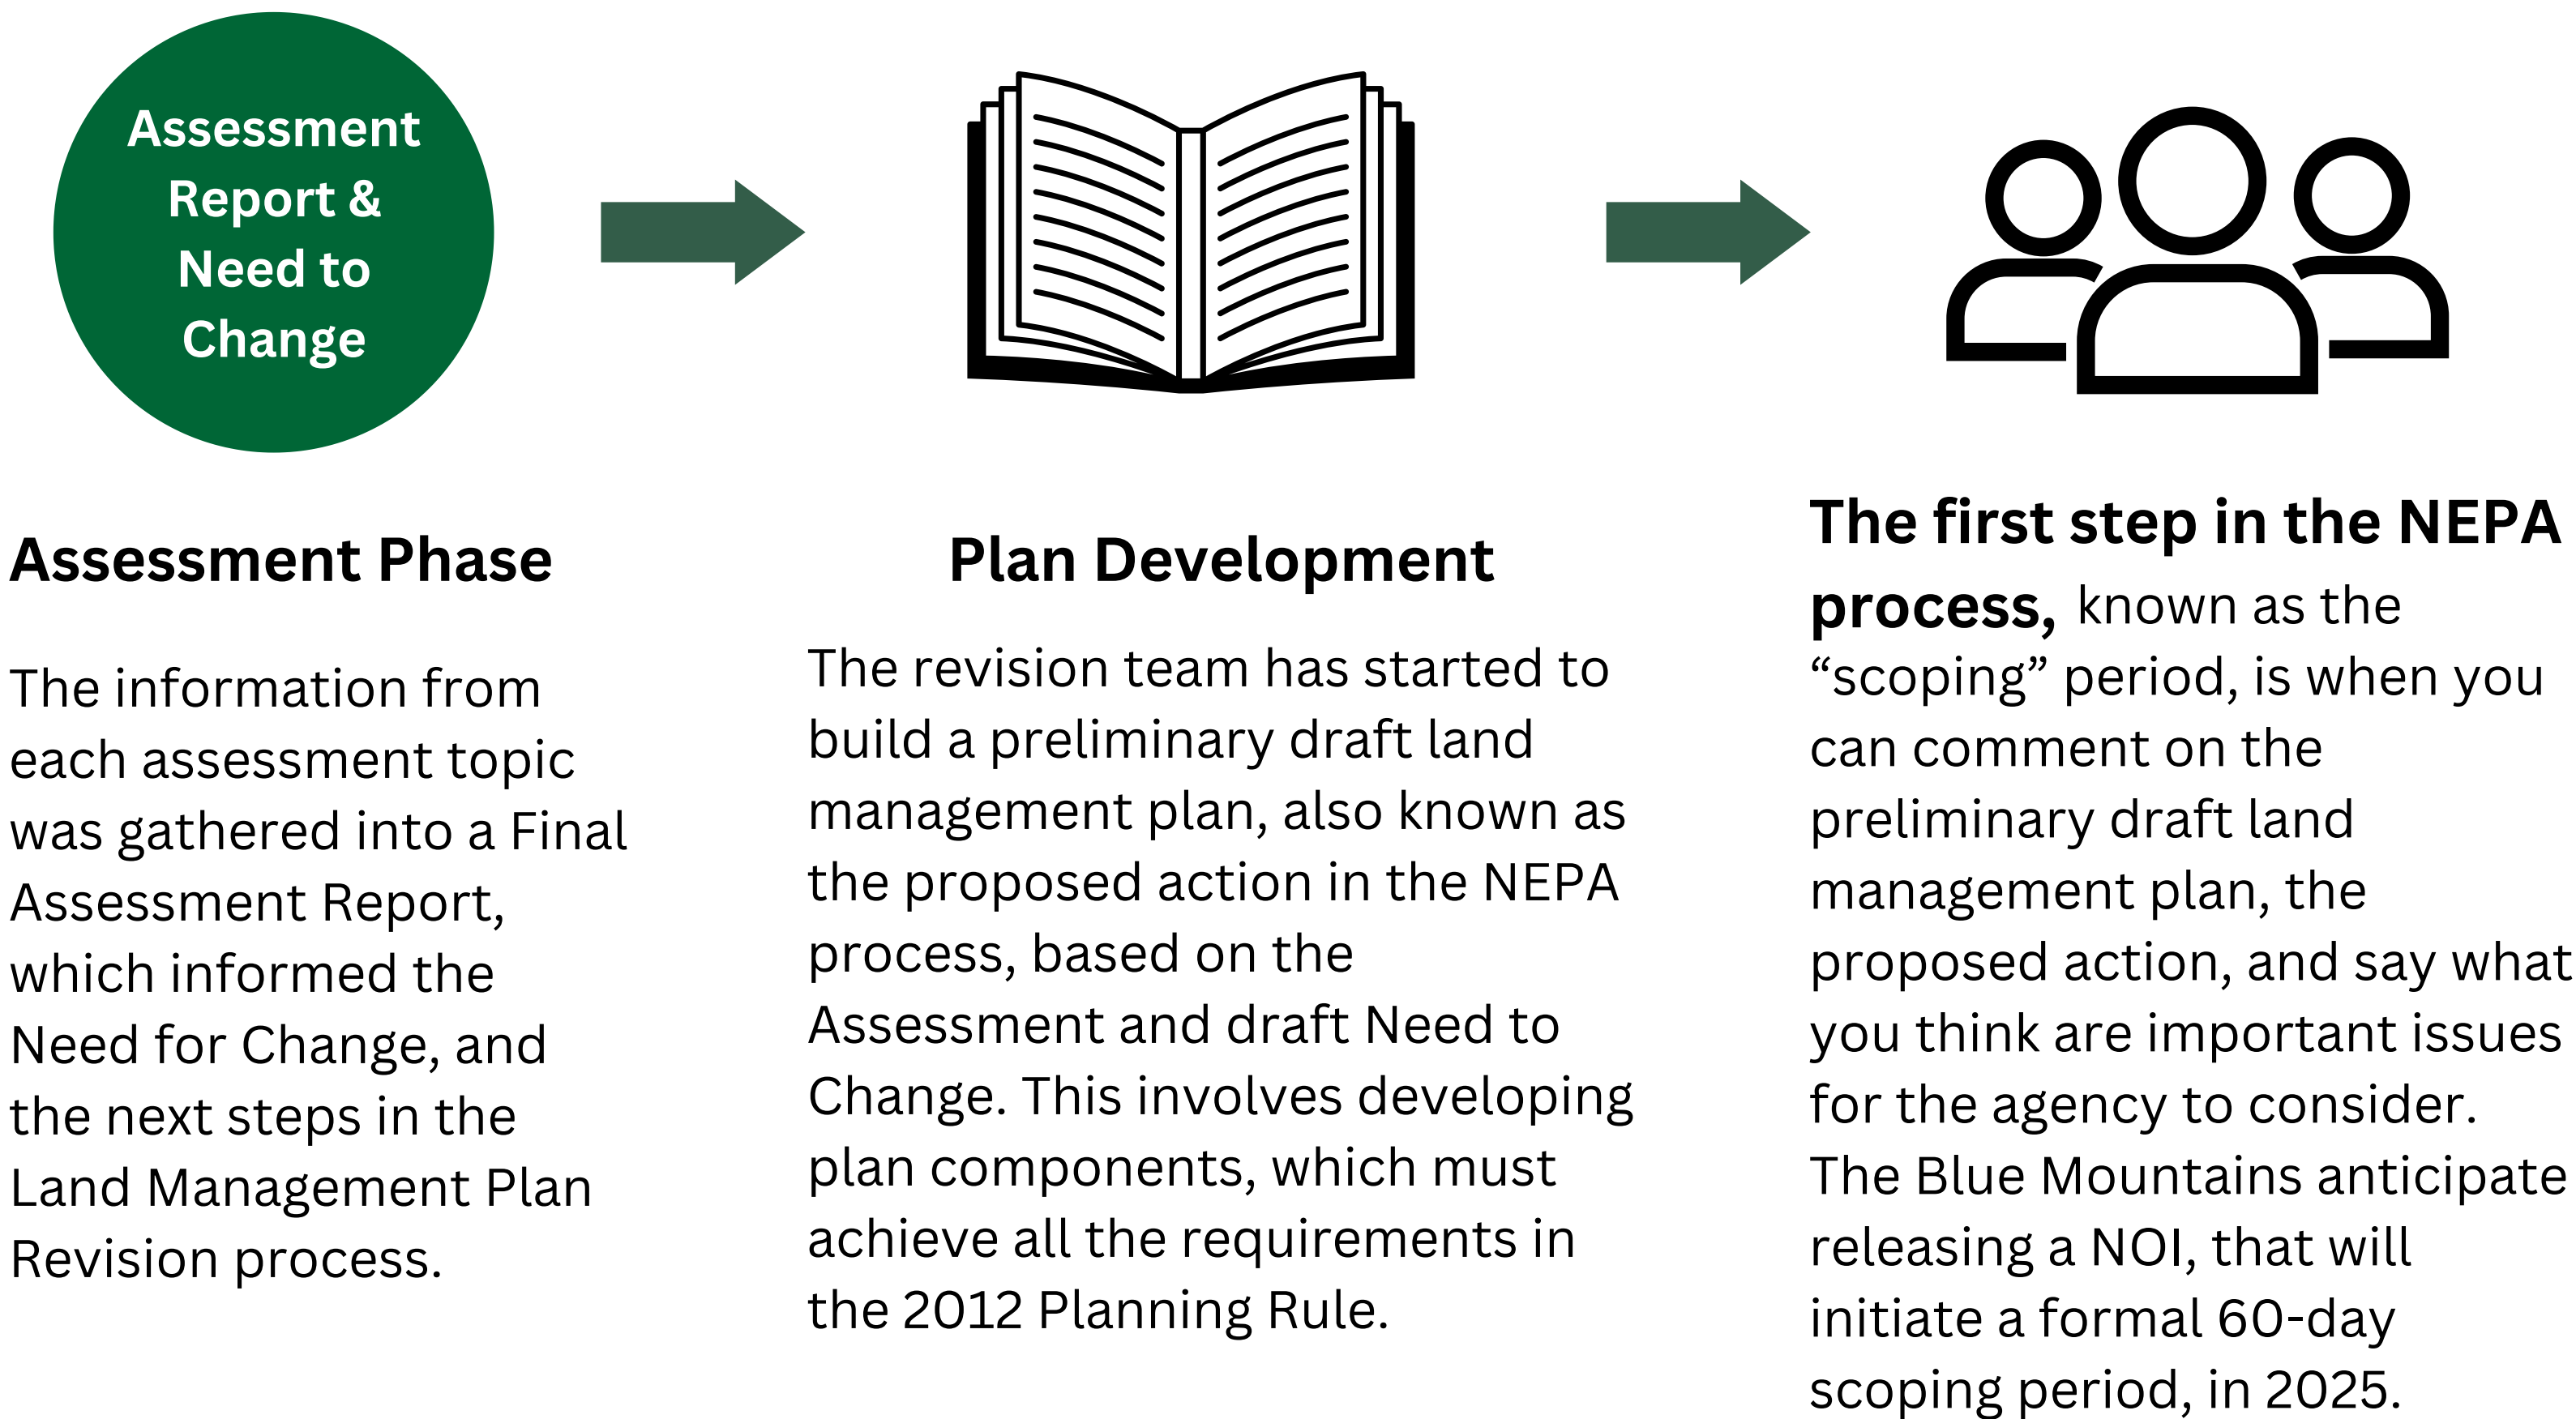 Assessment
Report &
Need to
Change
Assessment Phase
The information from
each assessment topic
was gathered into a Final
Assessment Report,
which informed the
Need for Change, and
the next steps in the
Land Management Plan
Revision process.
Plan Development
The revision team has started to
build a preliminary draft land
management plan, also known as
the proposed action in the NEPA
process, based on the
Assessment and draft Need to
Change. This involves developing
plan components, which must
achieve all the requirements in
the 2012 Planning Rule.
The first step in the NEPA
process, known as the
“scoping” period, is when you
can comment on the
preliminary draft land
management plan, the
proposed action, and say what
you think are important issues
for the agency to consider.
The Blue Mountains anticipate
releasing a NOI, that will
initiate a formal 60-day
scoping period, in 2025.